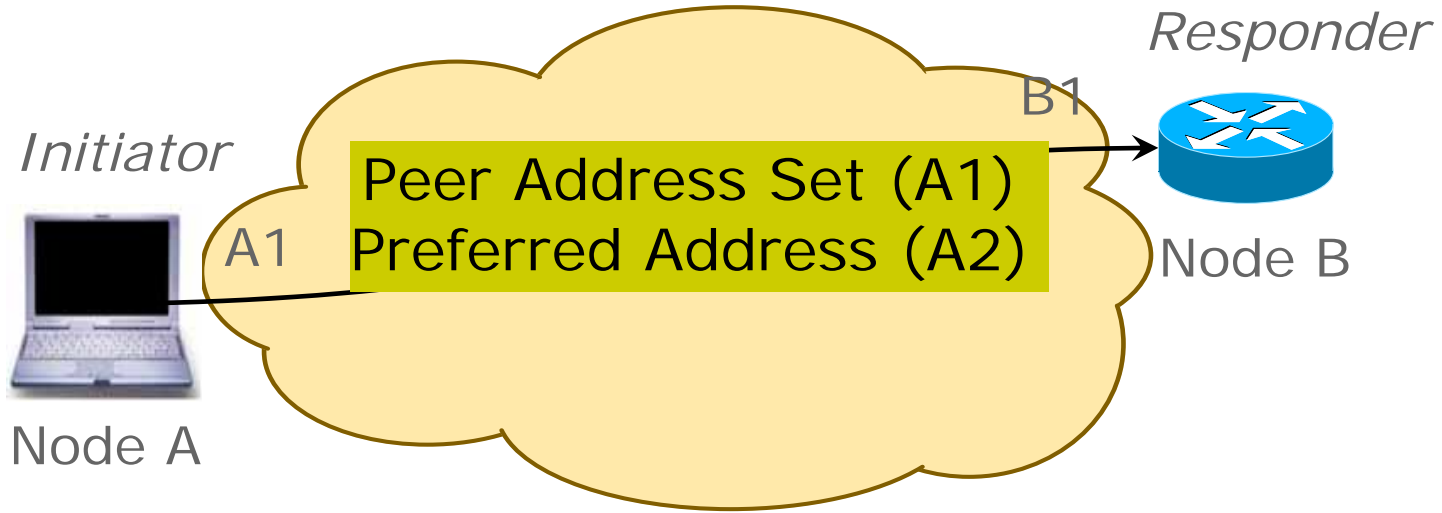 Responder
B1
Initiator
Peer Address Set (A1)
A1
Preferred Address (A2)
Node B
Node A